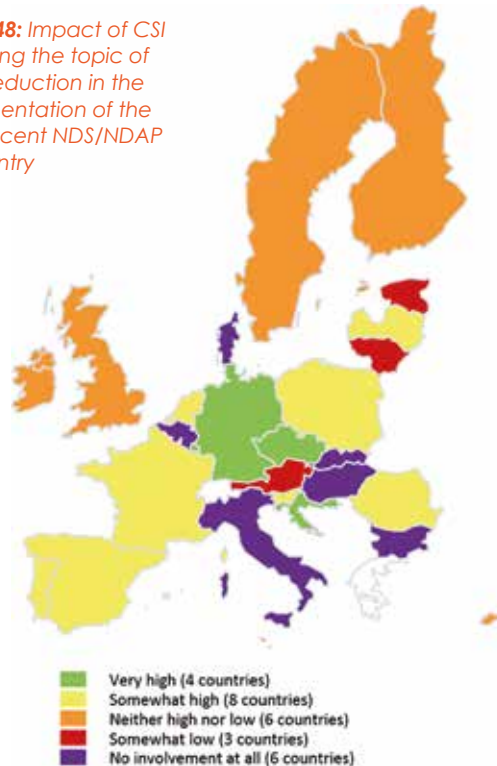 48: Impact of CSI
ng the topic of
eduction in the
entation of the
cent NDS/NDAP
ntry
Very high (4 countries)
Somewhat high (8 countries)
Neither high nor low (6 countries)
Somewhat low (3 countries)
No involvement at all (6 countries)